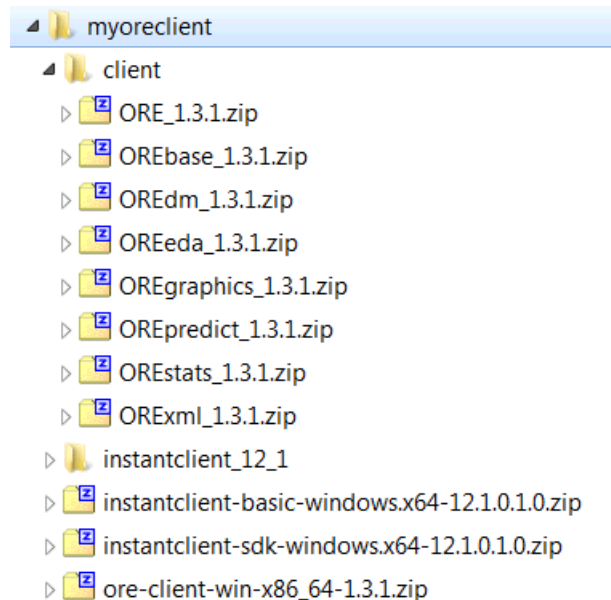 myoreclient
client
ORE_1.3.1.zip
OREbase_1.3.1.zip
OREdm_1.3.1.zip
OREeda_1.3.1.zip
OREgraphics_1.3.1.zip
OREpredict_1.3.1.zip
OREstats_1.3.1.zip
ORExml_1.3.1.zip
instantclient_12_1
instantclient-basic-windows.x64-12.1.0.1.0.zip
instantclient-sdk-windows.x64-12.1.0.1.0.zip
ore-client-win-x86_64-1.3.1.zip